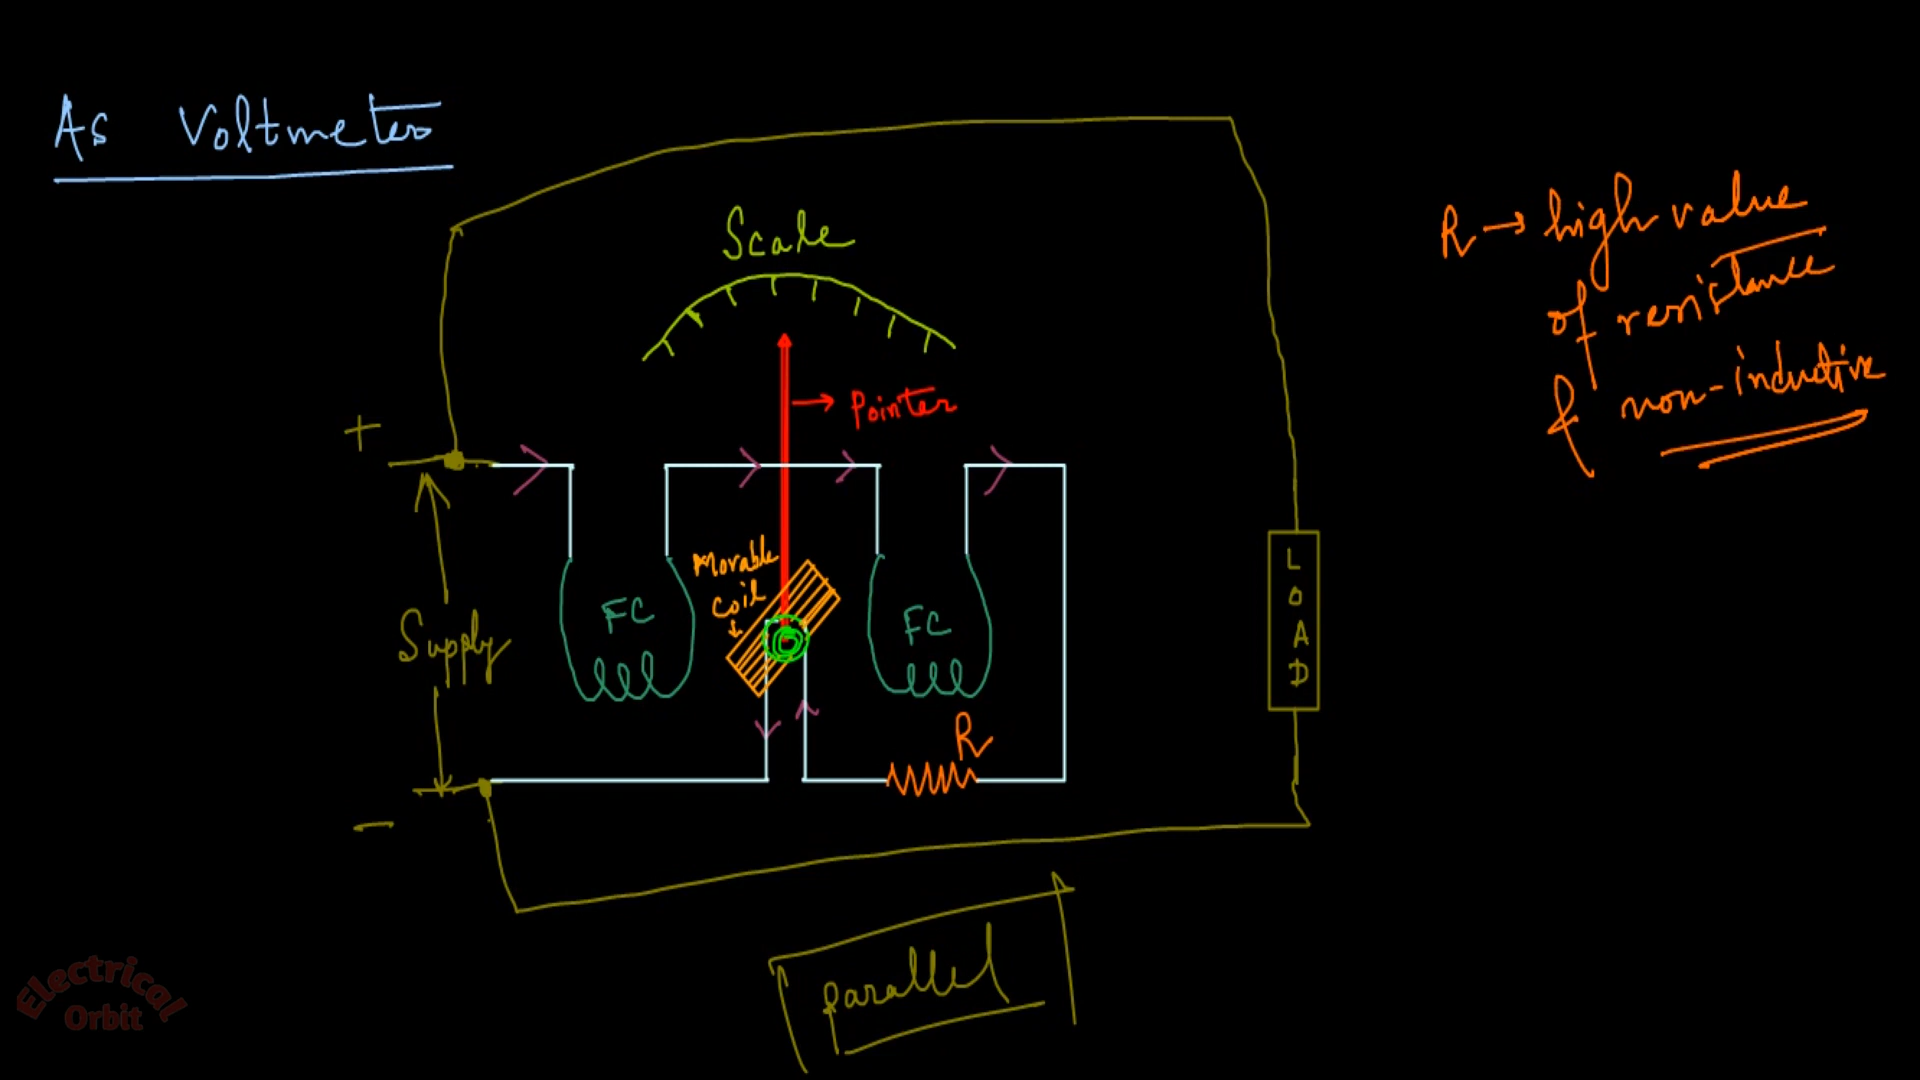 As Voltmeter
Scale
R → high value
of resistance
& non-inductive
+
→ Pointer
Movable
coil
FC
FC
Supply
L
O
A
D
R
-
parallel
Electrical
Orbit